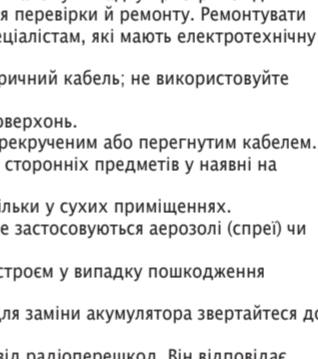 я перевірки й ремонту. Ремонтувати
еціалістам, які мають електротехнічну
ричний кабель; не використовуйте
оверхонь.
рекрученим або перегнутим кабелем.
сторонніх предметів у наявні на
ільки у сухих приміщеннях.
е застосовуються аерозолі (спреї) чи
строєм у випадку пошкодження
для заміни акумулятора звертайтеся до
від радіоперешкод. Він відповідає